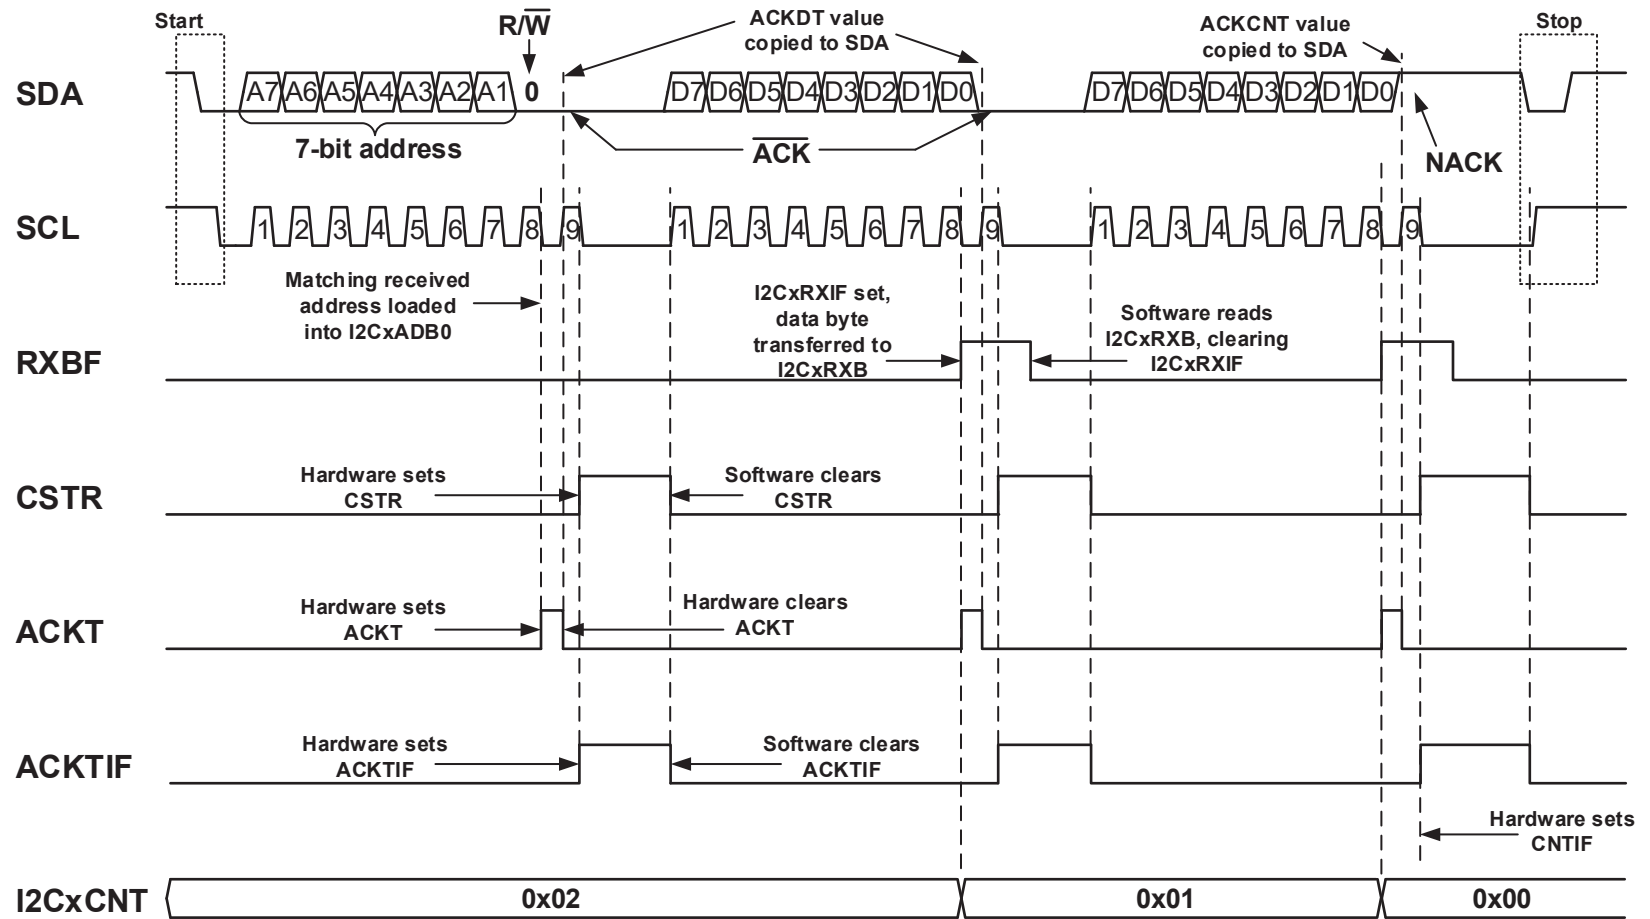 Start
R/W
ACKDT value
copied to SDA
ACKCNT value
copied to SDA
Stop
SDA
A7 A6 A5 A4 A3 A2 A1 0
D7 D6 D5 D4 D3 D2 D1 D0
D7 D6 D5 D4 D3 D2 D1 D0
7-bit address
ACK
NACK
SCL
1 2 3 4 5 6 7 8 9
1 2 3 4 5 6 7 8 9
1 2 3 4 5 6 7 8 9
Matching received
address loaded
into I2CxADB0
I2CxRXIF set,
data byte
transferred to
I2CxRXB
Software reads
I2CxRXB, clearing
I2CxRXIF
RXBF
CSTR
Hardware sets
CSTR
Software clears
CSTR
ACKT
Hardware sets
ACKT
Hardware clears
ACKT
ACKTIF
Hardware sets
ACKTIF
Software clears
ACKTIF
Hardware sets
CNTIF
I2CxCNT
0x02
0x01
0x00